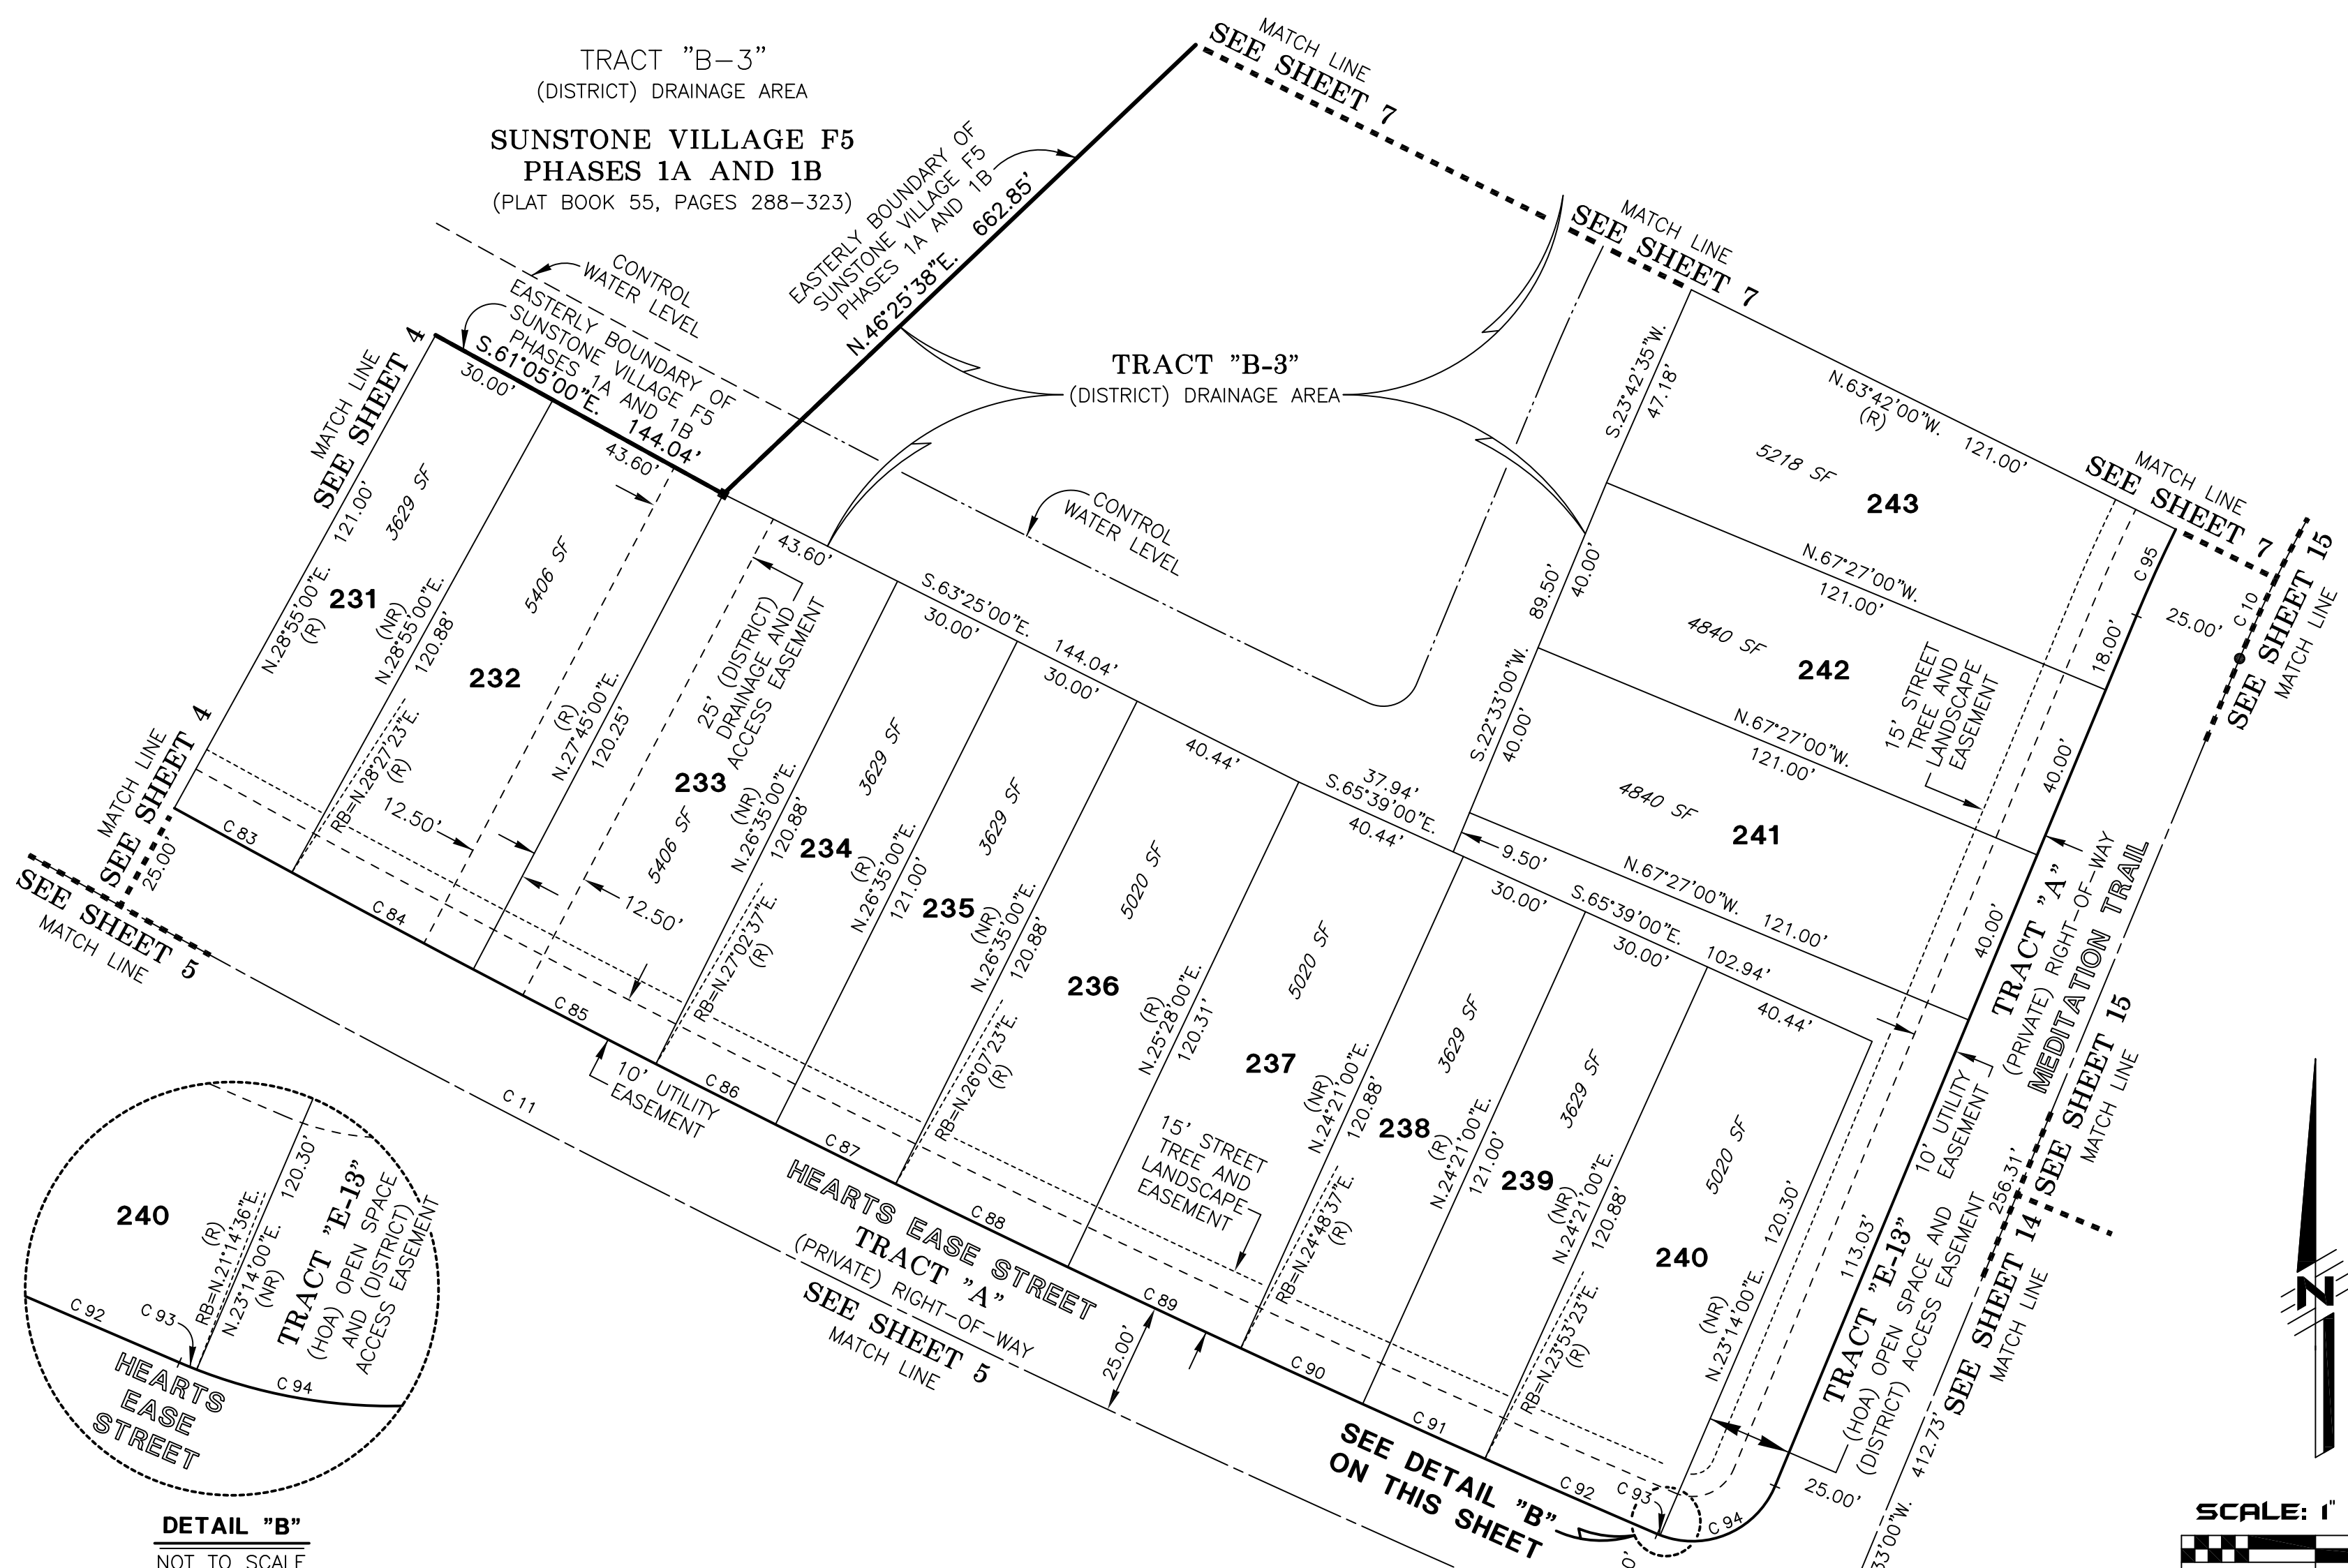 TRACT "B-3"
(DISTRICT) DRAINAGE AREA
SUNSTONE VILLAGE F5
PHASES 1A AND 1B
(PLAT BOOK 55, PAGES 288-323)
MATCH LINE
SEE SHEET 7
MATCH LINE
SEE SHEET 7
EASTERLY BOUNDARY OF
SUNSTONE VILLAGE F5
PHASES 1A AND 1B
N.46°25'38"E. 662.85'
CONTROL
WATER LEVEL
EASTERLY BOUNDARY OF
SUNSTONE VILLAGE F5
PHASES 1A AND 1B
S.61°05'00"E. 144.04'
30.00'
43.60'
TRACT "B-3"
(DISTRICT) DRAINAGE AREA
CONTROL
WATER LEVEL
MATCH LINE
SEE SHEET 4
121.00'
N.28°55'00"E.
(R)
3629 SF
231
(NR)
N.28°55'00"E.
120.88'
RB=N.28°27'23"E.
(R)
5406 SF
232
12.50'
(R)
N.27°45'00"E.
120.25'
43.60'
25' (DISTRICT)
DRAINAGE AND
ACCESS EASEMENT
233
5406 SF
12.50'
(NR)
N.26°35'00"E.
120.88'
RB=N.27°02'37"E.
(R)
S.63°25'00"E. 144.04'
30.00'
30.00'
40.44'
3629 SF
234
(R)
N.26°35'00"E.
121.00'
3629 SF
235
(NR)
N.26°35'00"E.
120.88'
RB=N.26°07'23"E.
(R)
5020 SF
236
(R)
N.25°28'00"E.
120.31'
37.94'
S.65°39'00"E.
40.44'
5020 SF
237
(NR)
N.24°21'00"E.
120.88'
RB=N.24°48'37"E.
(R)
30.00'
S.65°39'00"E. 102.94'
30.00'
40.44'
3629 SF
238
(R)
N.24°21'00"E.
121.00'
3629 SF
239
(NR)
N.24°21'00"E.
120.88'
RB=N.23°53'23"E.
(R)
5020 SF
240
(NR)
N.23°14'00"E.
120.30'
S.23°42'35"W.
47.18'
N.63°42'00"W. 121.00'
(R)
5218 SF
243
N.67°27'00"W.
121.00'
89.50'
40.00'
S.22°33'00"W.
40.00'
4840 SF
242
N.67°27'00"W.
121.00'
4840 SF
241
9.50'
N.67°27'00"W. 121.00'
15' STREET
TREE AND
LANDSCAPE
EASEMENT
MATCH LINE
SEE SHEET 7
C 95
C 10
25.00'
18.00'
40.00'
40.00'
SEE SHEET 15
MATCH LINE
TRACT "A"
(PRIVATE) RIGHT-OF-WAY
MEDITATION TRAIL
10' UTILITY
EASEMENT
SEE SHEET 15
MATCH LINE
256.31'
113.03'
TRACT "E-13"
(HOA) OPEN SPACE AND
(DISTRICT) ACCESS EASEMENT
SEE SHEET 14
MATCH LINE
412.73'
33'00"W.
25.00'
MATCH LINE
SEE SHEET 4
25.00'
SEE SHEET 5
MATCH LINE
C 83
C 84
C 85
C 86
C 87
C 88
C 89
C 90
C 91
C 92
C 93
C 94
C 11
10' UTILITY
EASEMENT
15' STREET
TREE AND
LANDSCAPE
EASEMENT
HEARTS EASE STREET
TRACT "A"
(PRIVATE) RIGHT-OF-WAY
SEE SHEET 5
MATCH LINE
25.00'
SEE DETAIL "B"
ON THIS SHEET
0'
240
(R)
RB=N.21°14'36"E.
N.23°14'00"E.
(NR)
120.30'
TRACT "E-13"
(HOA) OPEN SPACE
AND (DISTRICT)
ACCESS EASEMENT
C 92
C 93
C 94
HEARTS
EASE
STREET
DETAIL "B"
NOT TO SCALE
N
SCALE: 1"